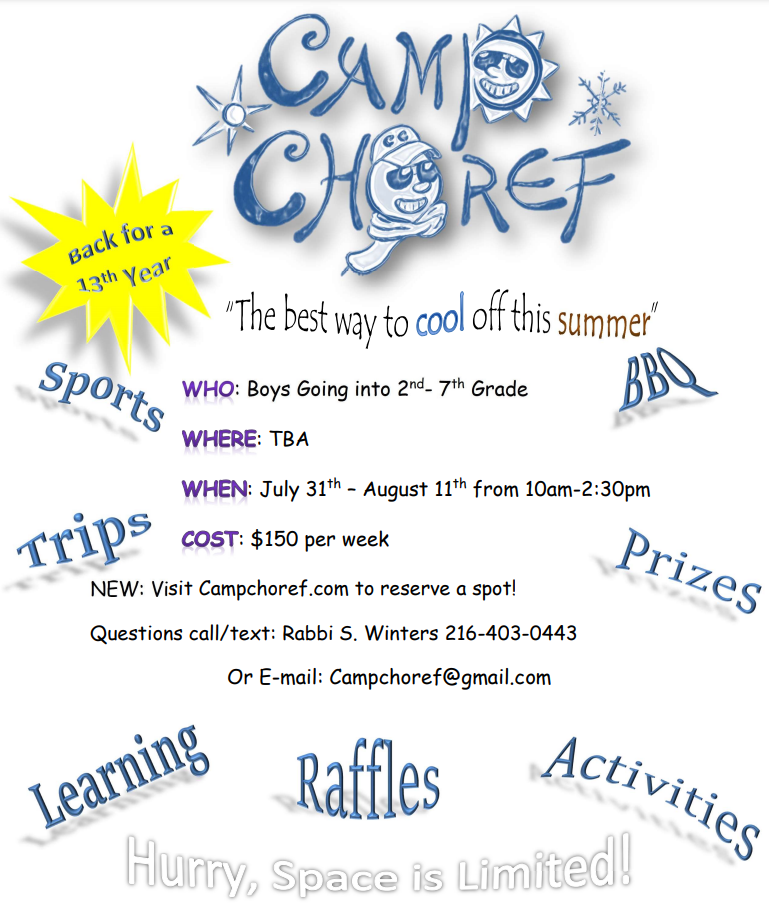 CAMP
CHOREF
CC
Back for a
13th Year
"The best way to cool off this summer"
Sports
BBQ
WHO: Boys Going into 2nd- 7th Grade
WHERE: TBA
WHEN: July 31th – August 11th from 10am-2:30pm
Trips
COST: $150 per week
Prizes
NEW: Visit Campchoref.com to reserve a spot!
Questions call/text: Rabbi S. Winters 216-403-0443
Or E-mail: Campchoref@gmail.com
Learning
Raffles
Activities
Hurry, Space is Limited!